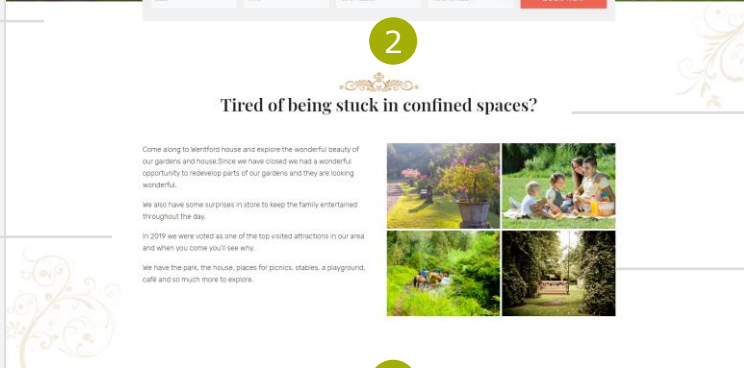 2
Tired of being stuck in confined spaces?
Come along to Wentford house and explore the wonderful beauty of
our gardens and house.Since we have closed we had a wonderful
opportunity to redevelop parts of our gardens and they are looking
wonderful.
We also have some surprises in store to keep the family entertained
throughout the day.
In 2019 we were voted as one of the top visited attractions in our area
and when you come you'll see why.
We have the park, the house, places for picnics, stables, a playground,
café and so much more to explore.